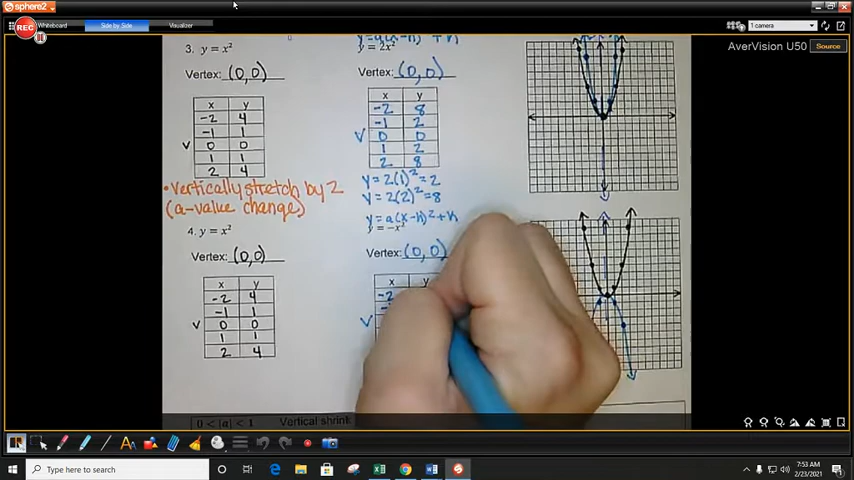 sphere2
REC
Whiteboard
Side by Side
Visualizer
1 camera
AverVision U50
Source
3. y = x²
Vertex: (0,0)
x y
-2 4
-1 1
V 0 0
1 1
2 4
y=a(x-h)²+k
y = 2x²
Vertex: (0,0)
x y
-2 8
-1 2
V 0 0
1 2
2 8
y = 2(1)²=2
y = 2(2)²=8
• Vertically stretch by 2
(a-value change)
4. y = x²
Vertex: (0,0)
x y
-2 4
-1 1
V 0 0
1 1
2 4
y=a(x-h)²+k
y = -x²
Vertex: (0,0)
x y
-2
V
0 < |a| < 1 Vertical shrink
Type here to search
7:53 AM
2/23/2021